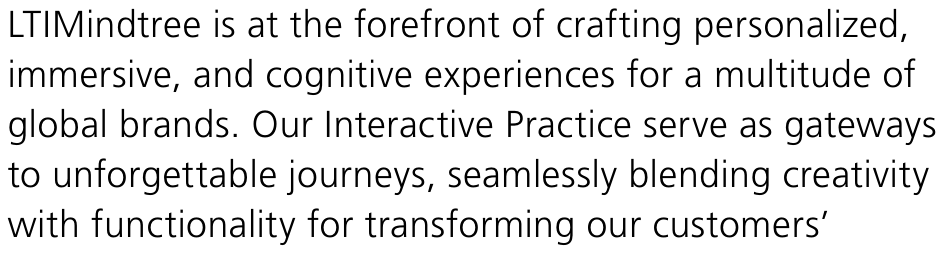 LTIMindtree is at the forefront of crafting personalized,
immersive, and cognitive experiences for a multitude of
global brands. Our Interactive Practice serve as gateways
to unforgettable journeys, seamlessly blending creativity
with functionality for transforming our customers’